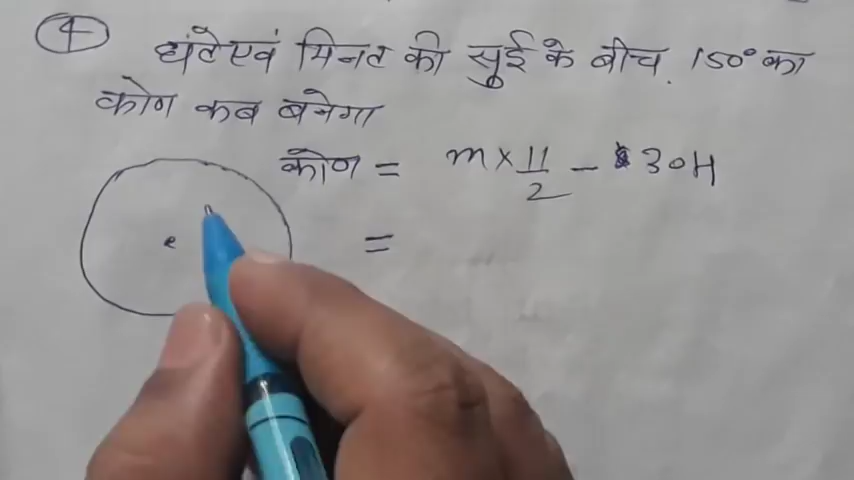 4 घंटे एवं मिनट की सूई के बीच 150° का
कोण कब बनेगा
कोण = m × 11/2 - 30H
=